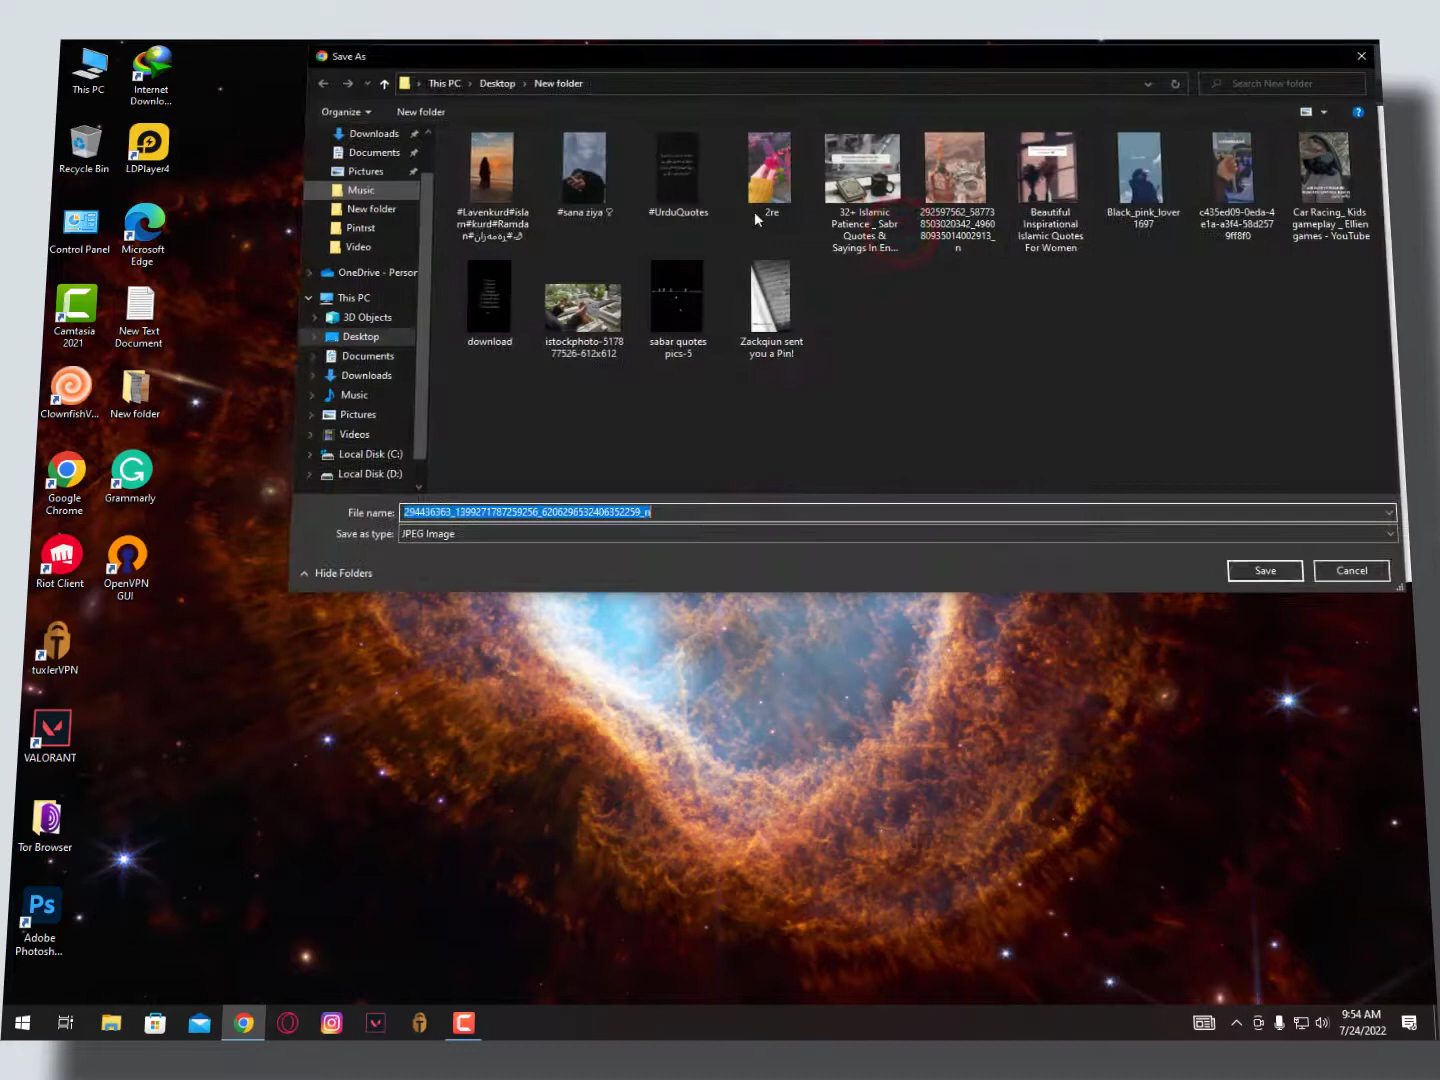 Save As
This PC
Desktop
New folder
Search New folder
Organize
New folder
Downloads
Documents
Pictures
Music
New folder
Pintrst
Video
OneDrive - Person
This PC
3D Objects
Desktop
Documents
Downloads
Music
Pictures
Videos
Local Disk (C:)
Local Disk (D:)
#Lavenkurd#isla
m#kurd#Ramda
#sana ziya
#UrduQuotes
2re
32+ Islamic
Patience _ Sabr
Quotes &
Sayings In En...
292597562_58773
8503020342_4960
80935014002913_
n
Beautiful
Inspirational
Islamic Quotes
For Women
Black_pink_lover
1697
c435ed09-0eda-4
e1a-a3f4-58d257
9ff8f0
Car Racing_ Kids
gameplay _ Ellien
games - YouTube
download
istockphoto-5178
77526-612x612
sabar quotes
pics-5
Zackqiun sent
you a Pin!
File name: 294436363_1399271787259256_6206296532406352259_n
Save as type: JPEG Image
Hide Folders
Save
Cancel
This PC
Internet
Downlo...
Recycle Bin
LDPlayer4
Control Panel
Microsoft
Edge
Camtasia
2021
New Text
Document
ClownfishV...
New folder
Google
Chrome
Grammarly
Riot Client
OpenVPN
GUI
tuxlerVPN
VALORANT
Tor Browser
Ps
Adobe
Photosh...
9:54 AM
7/24/2022